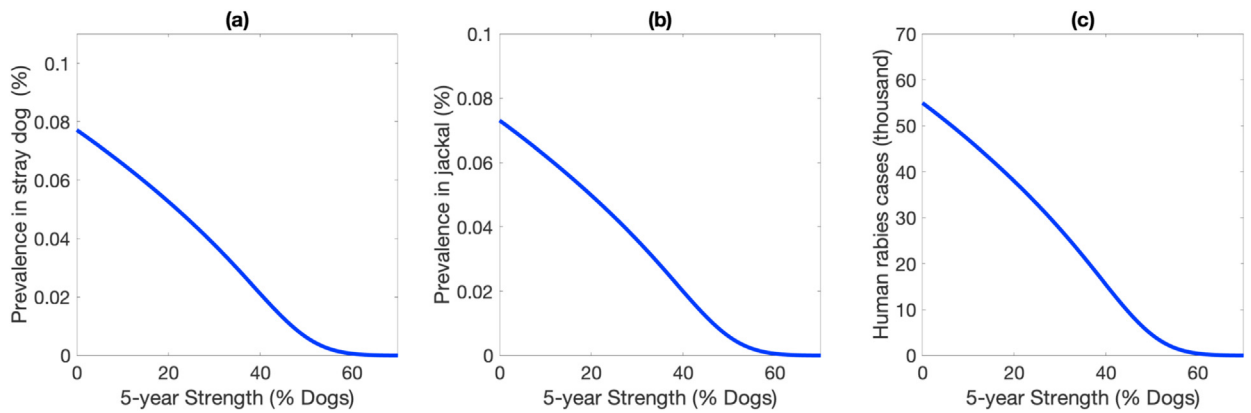 (a)
Prevalence in stray dog (%)
0.1
0.08
0.06
0.04
0.02
0
0 20 40 60
5-year Strength (% Dogs)
(b)
Prevalence in jackal (%)
0.1
0.08
0.06
0.04
0.02
0
0 20 40 60
5-year Strength (% Dogs)
(c)
Human rabies cases (thousand)
70
60
50
40
30
20
10
0
0 20 40 60
5-year Strength (% Dogs)